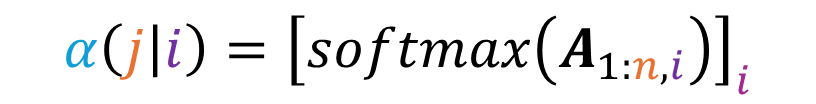 α(j|i) = [softmax(A₁:ₙ,ᵢ)]ᵢ